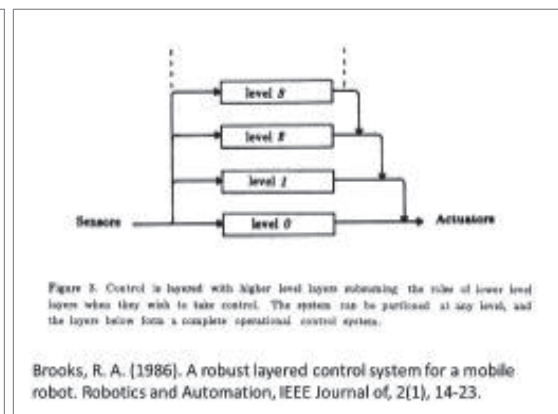 level 3
level 2
level 1
Sensors
level 0
Actuators
Figure 3. Control is layered with higher level layers subsuming the roles of lower level
layers when they wish to take control. The system can be partioned at any level, and
the layers below form a complete operational control system.
Brooks, R. A. (1986). A robust layered control system for a mobile
robot. Robotics and Automation, IEEE Journal of, 2(1), 14-23.